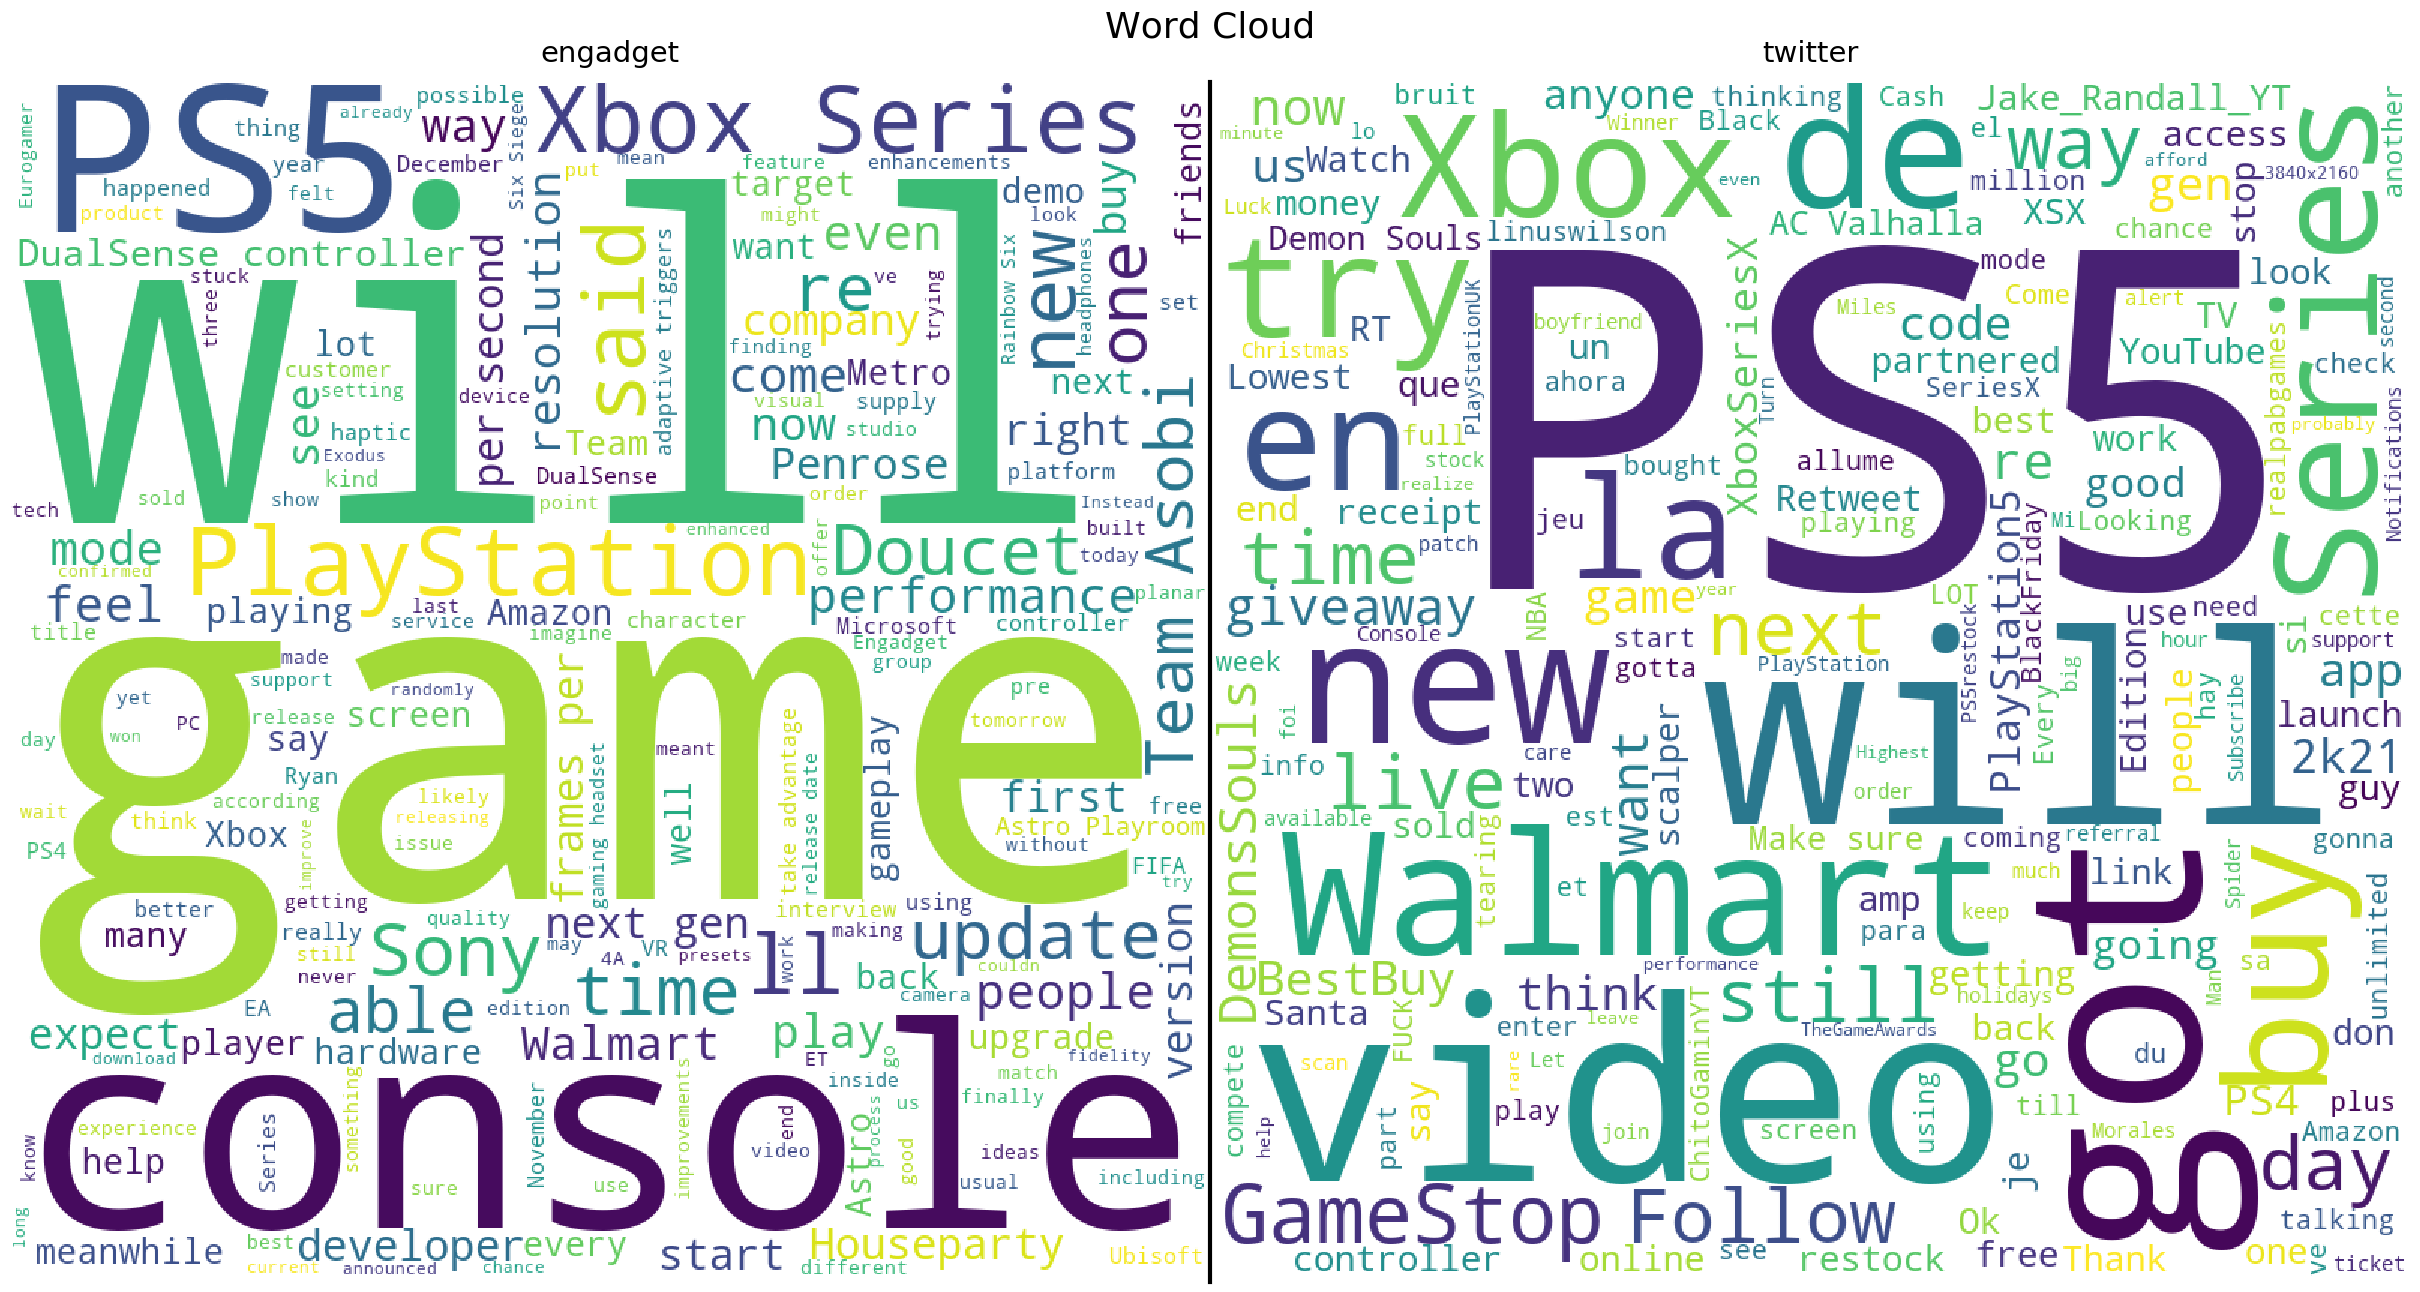 Word Cloud
engadget
twitter
PS5
Xbox Series
already
possible
way
thing
year
felt
December
happened
product
Eurogamer
six Siege
put
mean
feature
enhancements
target
might
demo
look
buy
friends
DualSense controller
will
stuck
three
lot
customer
setting
see
haptic
Exodus
kind
sold
show
tech
per second
device
resolution
said
Team
DualSense
point
adaptive triggers
want
even
re
ve
trying
company
finding
come
Metro
visual
supply
now
studio
Penrose
order
Rainbow Six
new
headphones
one
set
next
right
platform
Instead
built
today
Team Asobi
mode
confirmed
PlayStation
enhanced
offer
Doucet
performance
planar
feel
playing
last
service
Amazon
imagine
character
Microsoft
Engadget
group
controller
title
game
made
support
yet
PC
release
won
day
randomly
screen
say
Ryan
according
wait
think
Xbox
PS4
improve
likely
releasing
issue
frames per
gaming headset
meant
well
take advantage
release date
gameplay
pre
tomorrow
first
free
Astro Playroom
without
FIFA
try
better
many
getting
really
still
never
quality
Sony
next gen
may
4A
VR
presets
ll
work
interview
making
using
back
camera
update
couldn
people
version
EA
able
edition
time
expect
download
player
hardware
Walmart
play
ET
go
upgrade
fidelity
console
inside
match
finally
experience
help
Series
something
know
sure
November
use
improvements
video
end
Astro
process
us
good
ideas
usual
including
long
meanwhile
best
current
developer
announced
every
chance
start
Houseparty
different
Ubisoft
now
minute
lo
bruit
anyone
Winner
thinking
Black
Cash
el
Jake_Randall_YT
way
access
another
us
Watch
Xbox
even
de
million
afford
gen
stop
3840x2160
Series
Luck
money
Demon Souls
linuswilson
AC Valhalla
XSX
chance
look
try
RT
Christmas
Lowest
que
PlayStationUK
PS5
boyfriend
un
ahora
XboxSeriesX
Turn
Miles
mode
Come
alert
code
partnered
SeriesX
TV
YouTube
realpabgames
check
second
probably
Notifications
en
full
stock
realize
bought
allume
Retweet
playing
best
re
work
good
end
receipt
jeu
la
PlayStation5
Mi
Looking
time
patch
giveaway
Console
NBA
game
year
start
gotta
next
LOT
PS5restock
BlackFriday
use
need
cette
si
support
week
new
PlayStation
will
Edition
hour
big
Every
people
hay
Subscribe
app
launch
2k21
guy
DemonsSouls
foi
info
live
care
two
want
scalper
Highest
order
available
sold
est
Make sure
coming
referral
gonna
Walmart
tearing
et
amp
para
much
keep
got
link
Spider
buy
unlimited
BestBuy
performance
going
sa
Man
Santa
think
enter
leave
still
TheGameAwards
getting
holidays
back
du
don
FUCK
ChitoGaminYT
video
scan
rare
Let
compete
help
part
say
play
join
screen
using
go
till
PS4
plus
Morales
Amazon
je
day
GameStop
Follow
Ok
talking
controller
online
see
restock
free
Thank
one
ve
ticket